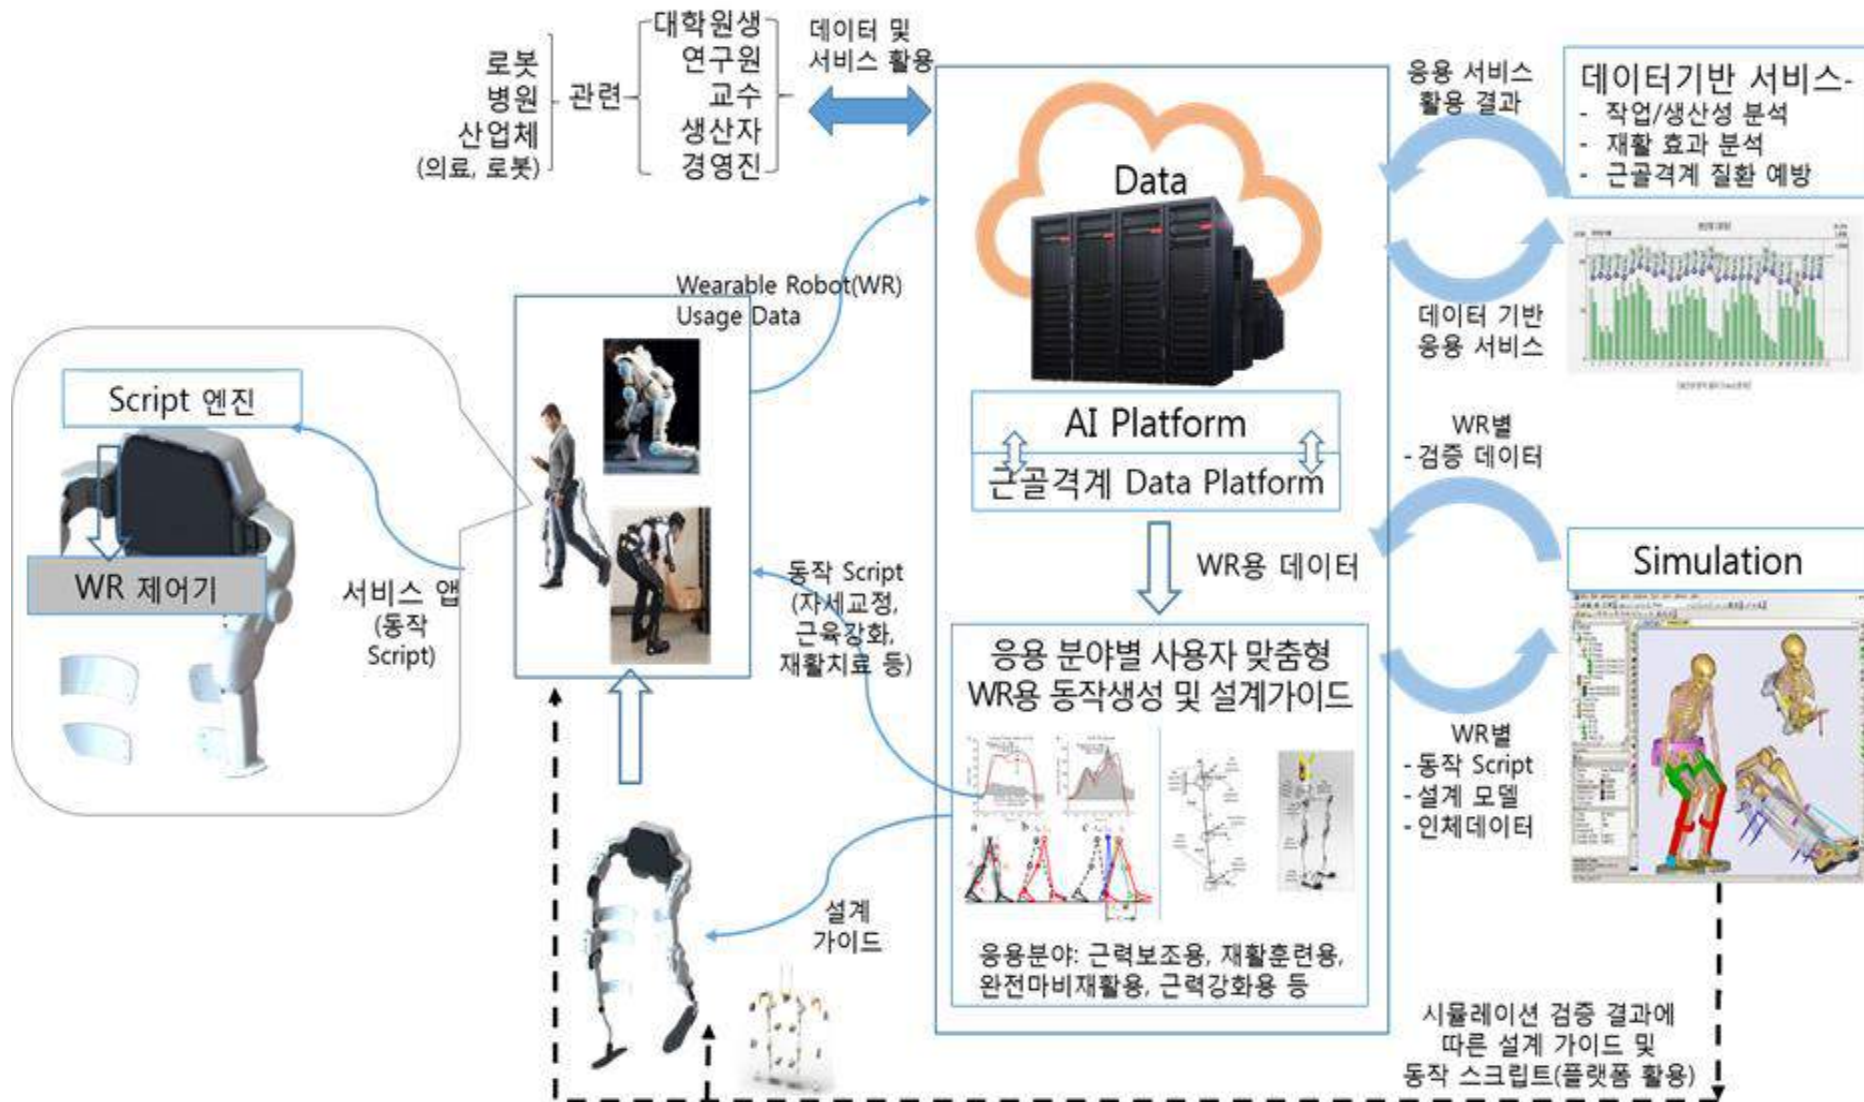 로봇
병원
산업체
(의료, 로봇)
관련
대학원생
연구원
교수
생산자
경영진
데이터 및
서비스 활용
Data
AI Platform
근골격계 Data Platform
WR용 데이터
응용 분야별 사용자 맞춤형
WR용 동작생성 및 설계가이드
a
b
c
응용분야: 근력보조용, 재활훈련용,
완전마비재활용, 근력강화용 등
응용 서비스
활용 결과
데이터기반 서비스-
- 작업/생산성 분석
- 재활 효과 분석
- 근골격계 질환 예방
데이터 기반
응용 서비스
WR별
- 검증 데이터
Simulation
WR별
- 동작 Script
- 설계 모델
- 인체데이터
시뮬레이션 검증 결과에
따른 설계 가이드 및
동작 스크립트(플랫폼 활용)
Wearable Robot(WR)
Usage Data
Script 엔진
WR 제어기
서비스 앱
(동작
Script)
동작 Script
(자세교정,
근육강화,
재활치료 등)
설계
가이드